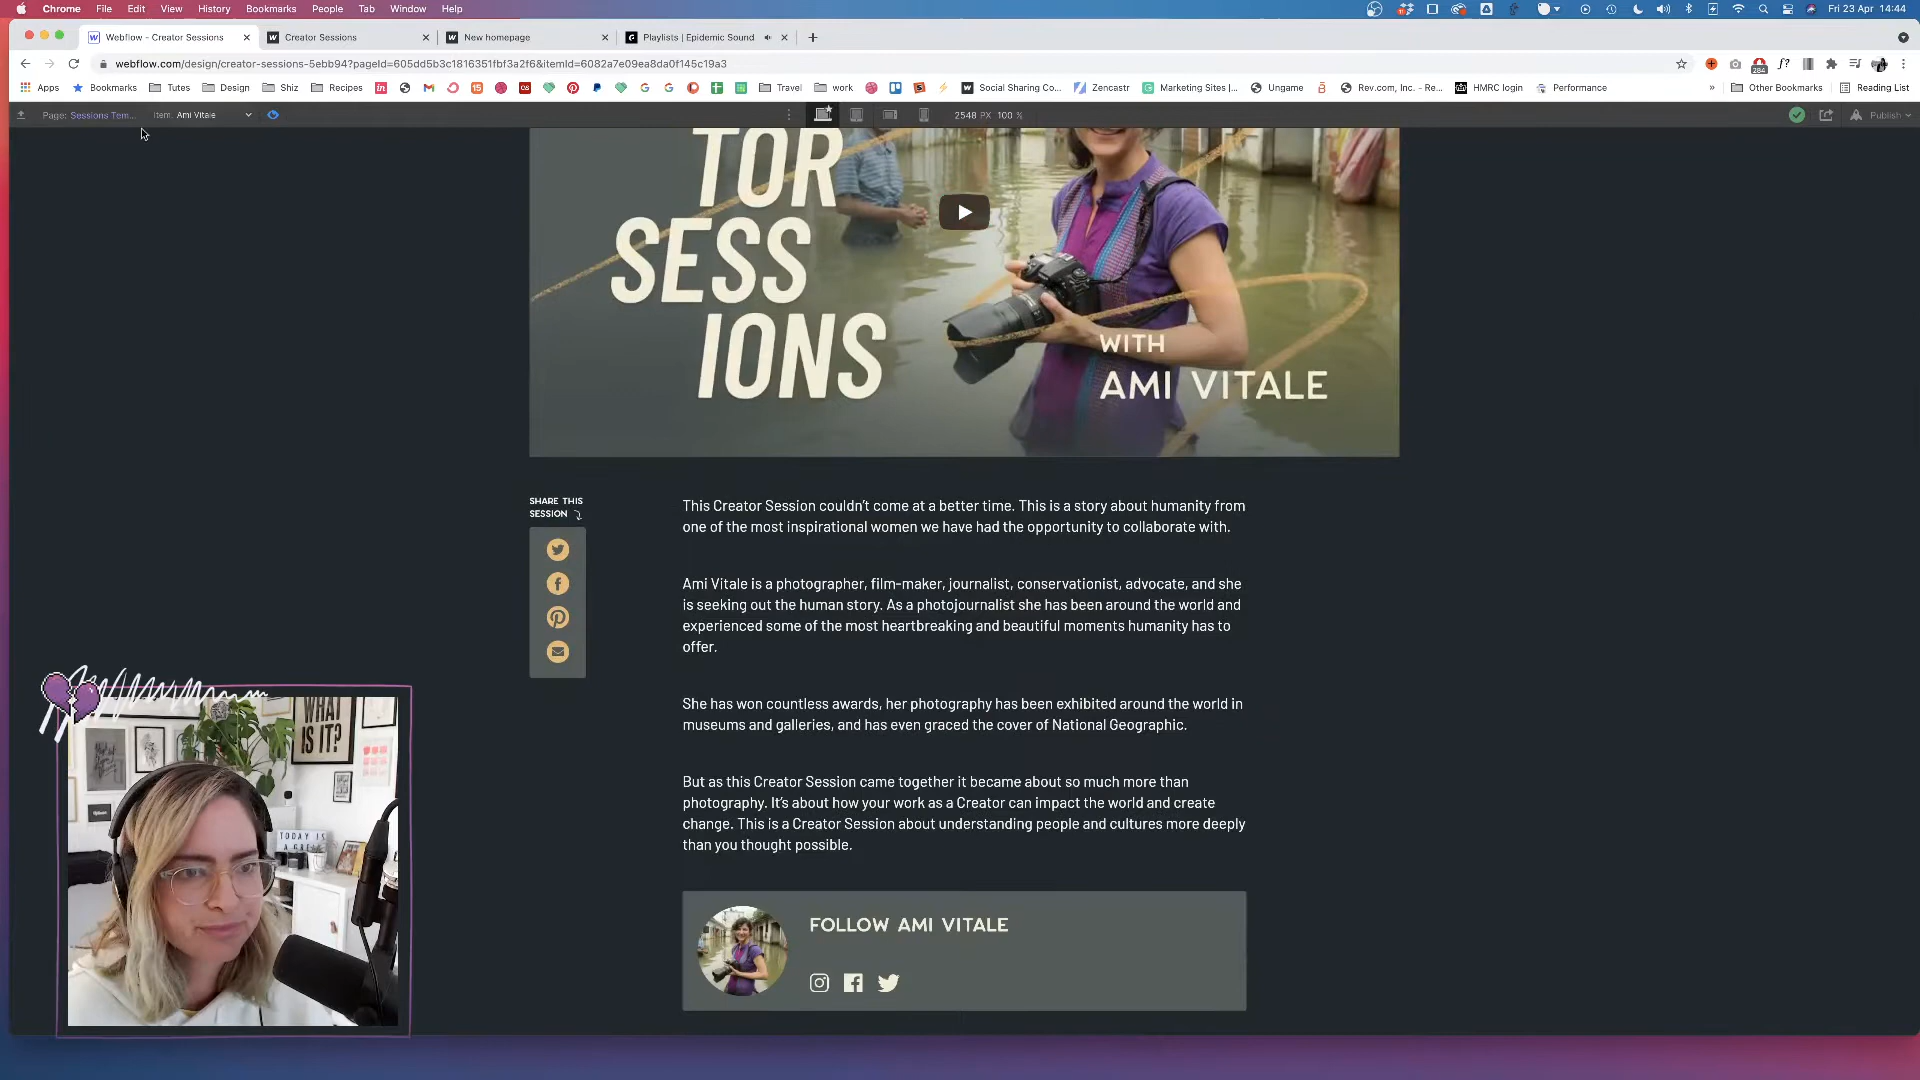 Chrome File Edit View History Bookmarks People Tab Window Help
Fri 23 Apr 14:44
Webflow - Creator Sessions
Creator Sessions
New homepage
Playlists | Epidemic Sound
webflow.com/design/creator-sessions-5ebb94?pageId=605dd5b3c1816351fbf3a2f6&itemId=6082a7e09ea8da0f145c19a3
Apps Bookmarks Tutes Design Shiz Recipes Travel work Social Sharing Co... Zencastr Marketing Sites |... Ungame Rev.com, Inc. - Re... HMRC login Performance » Other Bookmarks Reading List
Page: Sessions Tem... Item: Ami Vitale 2548 PX 100 % Publish
TOR
SESS
IONS
WITH
AMI VITALE
SHARE THIS
SESSION
This Creator Session couldn't come at a better time. This is a story about humanity from
one of the most inspirational women we have had the opportunity to collaborate with.
Ami Vitale is a photographer, film-maker, journalist, conservationist, advocate, and she
is seeking out the human story. As a photojournalist she has been around the world and
experienced some of the most heartbreaking and beautiful moments humanity has to
offer.
She has won countless awards, her photography has been exhibited around the world in
museums and galleries, and has even graced the cover of National Geographic.
But as this Creator Session came together it became about so much more than
photography. It's about how your work as a Creator can impact the world and create
change. This is a Creator Session about understanding people and cultures more deeply
than you thought possible.
FOLLOW AMI VITALE
WHAT
IS IT?
TODAY IS